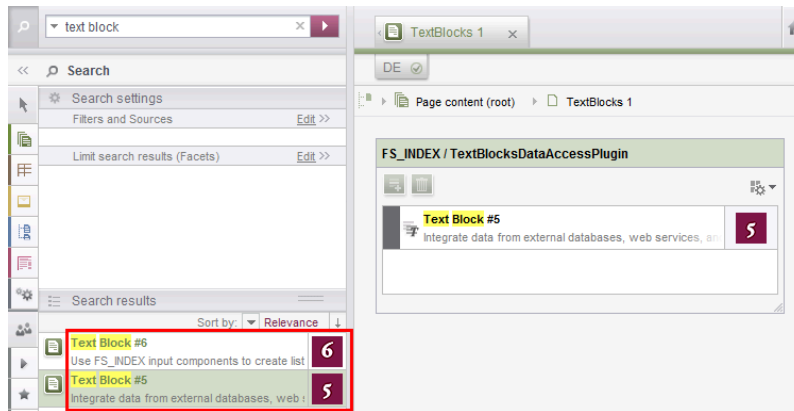 text block
Search
Search settings
Filters and Sources Edit >>
Limit search results (Facets) Edit >>
Search results
Sort by: Relevance
Text Block #6
Use FS_INDEX input components to create list
6
Text Block #5
Integrate data from external databases, web
5
TextBlocks 1
DE
Page content (root) TextBlocks 1
FS_INDEX / TextBlocksDataAccessPlugin
Text Block #5
Integrate data from external databases, web services,
5